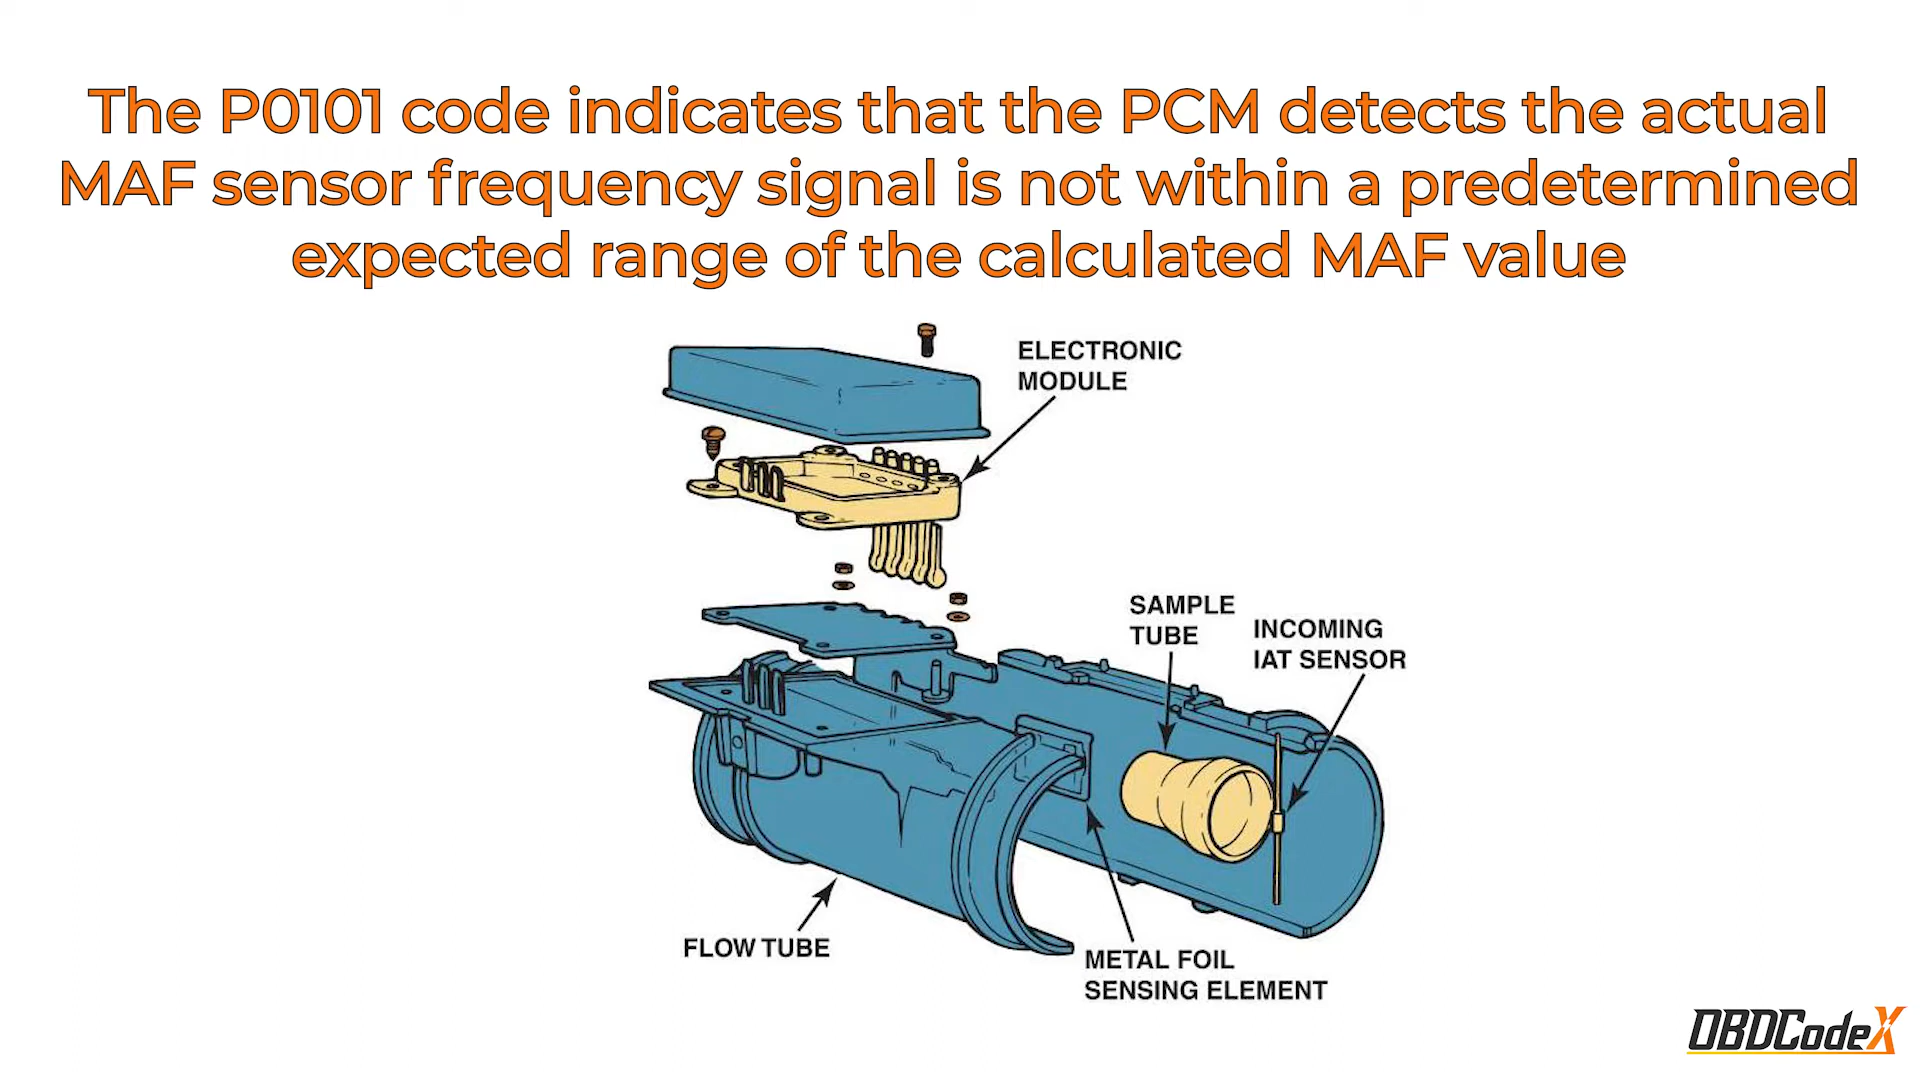 The P0101 code indicates that the PCM detects the actual
MAF sensor frequency signal is not within a predetermined
expected range of the calculated MAF value
ELECTRONIC
MODULE
SAMPLE
TUBE
INCOMING
IAT SENSOR
FLOW TUBE
METAL FOIL
SENSING ELEMENT
OBDCodeX